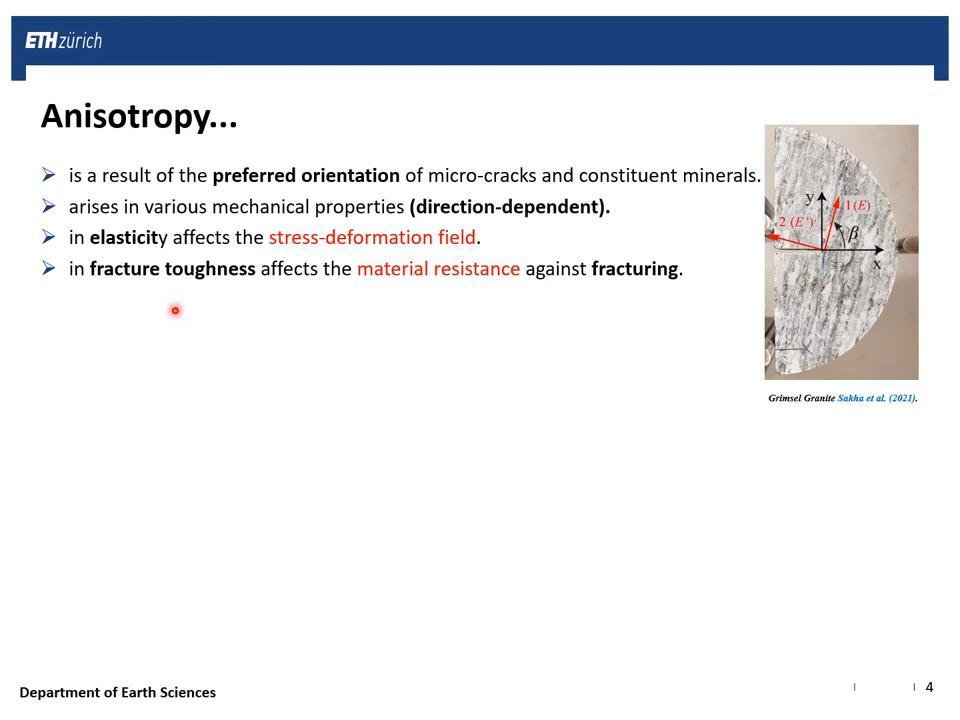 ETH zürich
Anisotropy...
is a result of the preferred orientation of micro-cracks and constituent minerals.
arises in various mechanical properties (direction-dependent).
in elasticity affects the stress-deformation field.
in fracture toughness affects the material resistance against fracturing.
y
1 (E)
2 (E')
β
x
Grimsel Granite Sakha et al. (2021).
Department of Earth Sciences
4